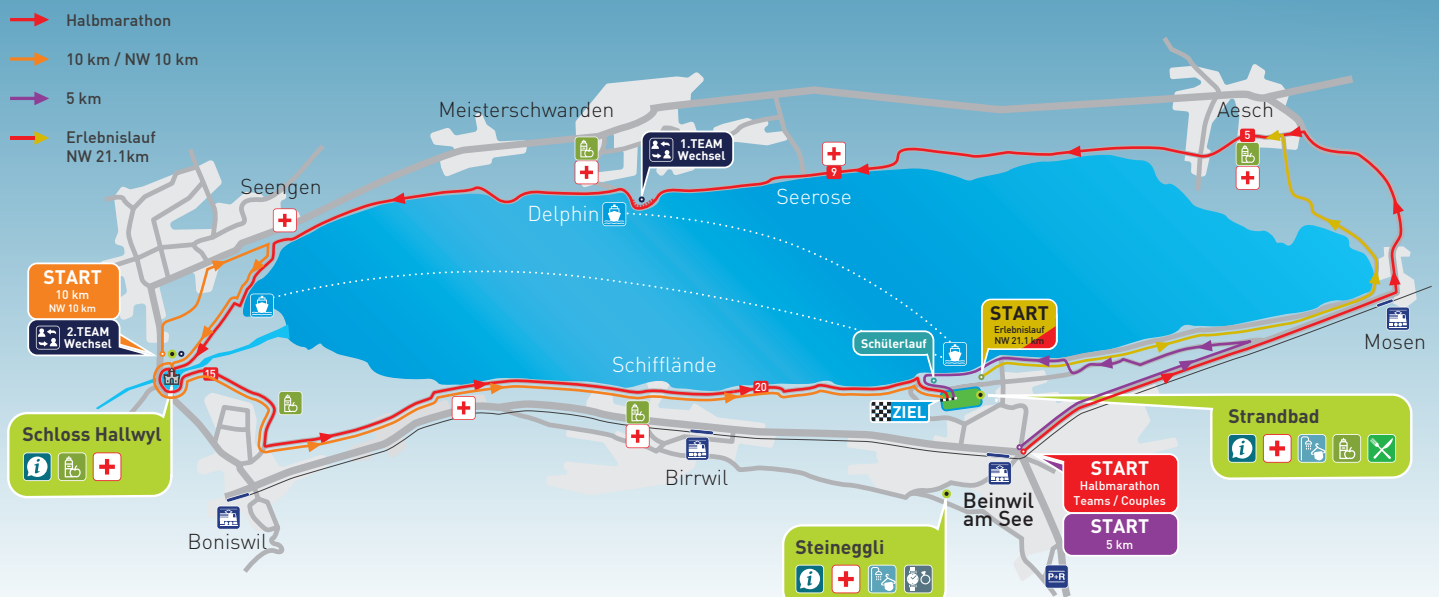 Halbmarathon
10 km / NW 10 km
5 km
Erlebnislauf
NW 21.1km
Meisterschwanden
Aesch
5
1.TEAM
Wechsel
9
Seengen
Seerose
Delphin
START
10 km
NW 10 km
2.TEAM
Wechsel
START
Erlebnislauf
NW 21.1 km
Schülerlauf
Mosen
Schifflände
15
20
ZIEL
Schloss Hallwyl
i
Strandbad
i
Birrwil
START
Halbmarathon
Teams / Couples
Beinwil
am See
START
5 km
Boniswil
Steineggli
i
P+R